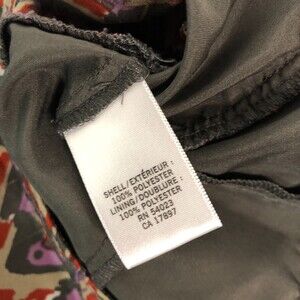 SHELL/EXTÉRIEUR :
100% POLYESTER
LINING/DOUBLURE :
100% POLYESTER
RN 54023
CA 17897